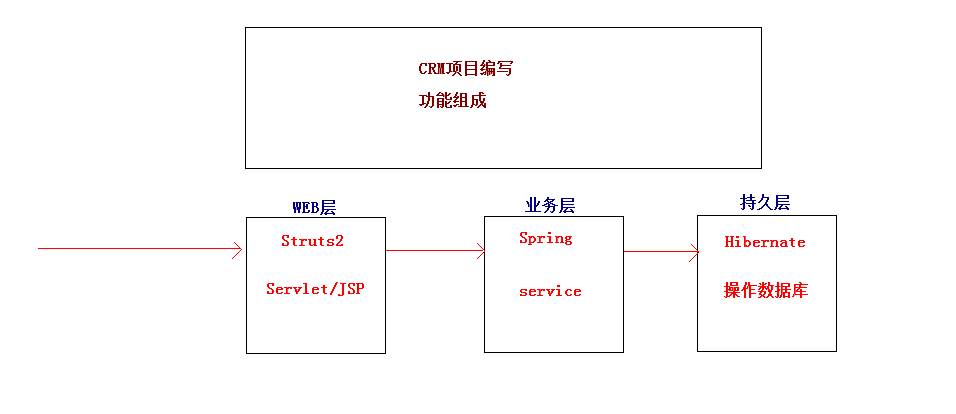 CRM项目编写
功能组成
WEB层
业务层
持久层
Struts2
Spring
Hibernate
Servlet/JSP
service
操作数据库